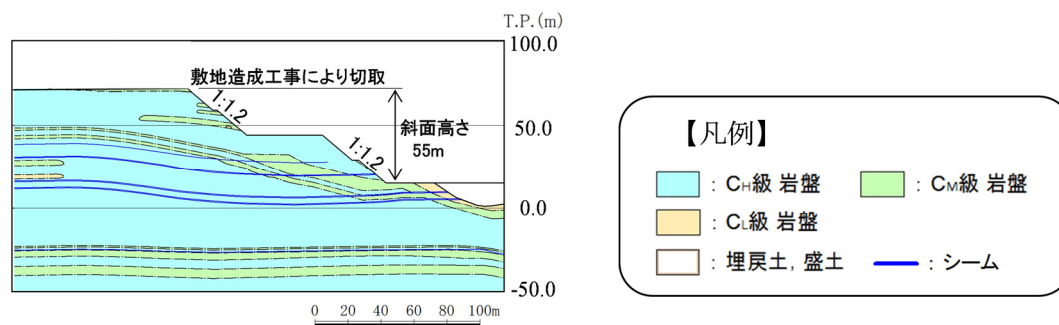 T.P.(m)
100.0
敷地造成工事により切取
1:1.2
斜面高さ
55m
50.0
1:1.2
0.0
-50.0
0 20 40 60 80 100m
【凡例】
：CH級 岩盤
：CM級 岩盤
：CL級 岩盤
：埋戻土，盛土
：シーム